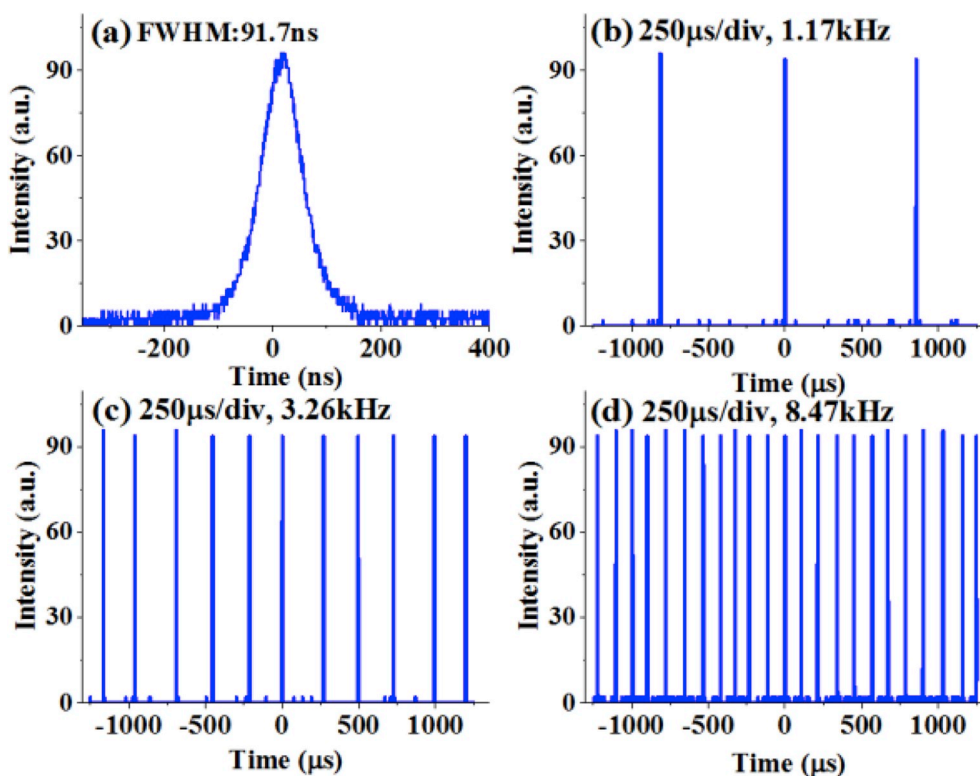 (a) FWHM:91.7ns
90
60
30
0
Intensity (a.u.)
-200 0 200 400
Time (ns)
(b) 250μs/div, 1.17kHz
90
60
30
0
Intensity (a.u.)
-1000 -500 0 500 1000
Time (μs)
(c) 250μs/div, 3.26kHz
90
60
30
0
Intensity (a.u.)
-1000 -500 0 500 1000
Time (μs)
(d) 250μs/div, 8.47kHz
90
60
30
0
Intensity (a.u.)
-1000 -500 0 500 1000
Time (μs)